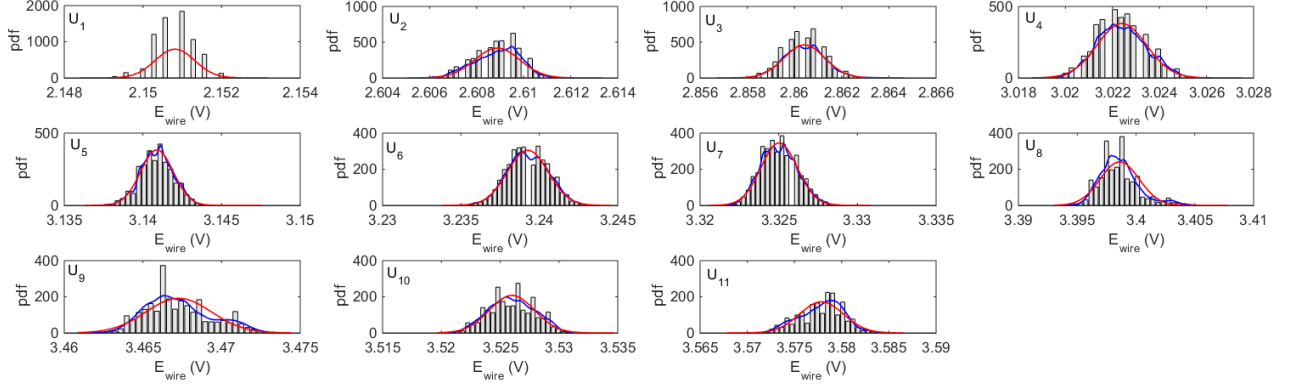 2000
1000
0
pdf
U1
2.148 2.15 2.152 2.154
Ewire (V)
1000
500
0
pdf
U2
2.604 2.606 2.608 2.61 2.612 2.614
Ewire (V)
1000
500
0
pdf
U3
2.856 2.858 2.86 2.862 2.864 2.866
Ewire (V)
500
0
pdf
U4
3.018 3.02 3.022 3.024 3.026 3.028
Ewire (V)
500
0
pdf
U5
3.135 3.14 3.145 3.15
Ewire (V)
400
200
0
pdf
U6
3.23 3.235 3.24 3.245
Ewire (V)
400
200
0
pdf
U7
3.32 3.325 3.33 3.335
Ewire (V)
400
200
0
pdf
U8
3.39 3.395 3.4 3.405 3.41
Ewire (V)
400
200
0
pdf
U9
3.46 3.465 3.47 3.475
Ewire (V)
400
200
0
pdf
U10
3.515 3.52 3.525 3.53 3.535
Ewire (V)
400
200
0
pdf
U11
3.565 3.57 3.575 3.58 3.585 3.59
Ewire (V)